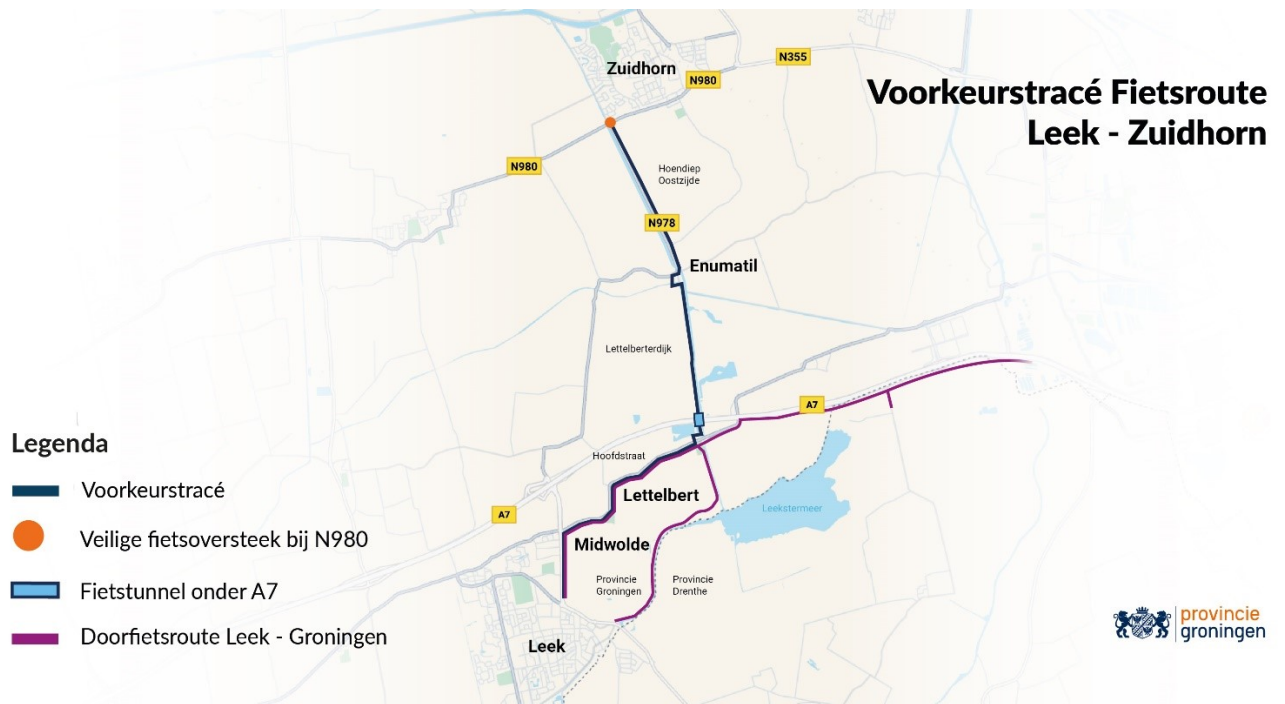 Voorkeurstracé Fietsroute
Leek - Zuidhorn
Zuidhorn
N355
N980
N980
Hoendiep
Oostzijde
N978
Enumatil
Lettelberterdijk
A7
Hoofdstraat
Lettelbert
Leekstermeer
A7
Midwolde
Provincie
Groningen
Provincie
Drenthe
Leek
Legenda
Voorkeurstracé
Veilige fietsoversteek bij N980
Fietstunnel onder A7
Doorfietsroute Leek - Groningen
provincie
groningen